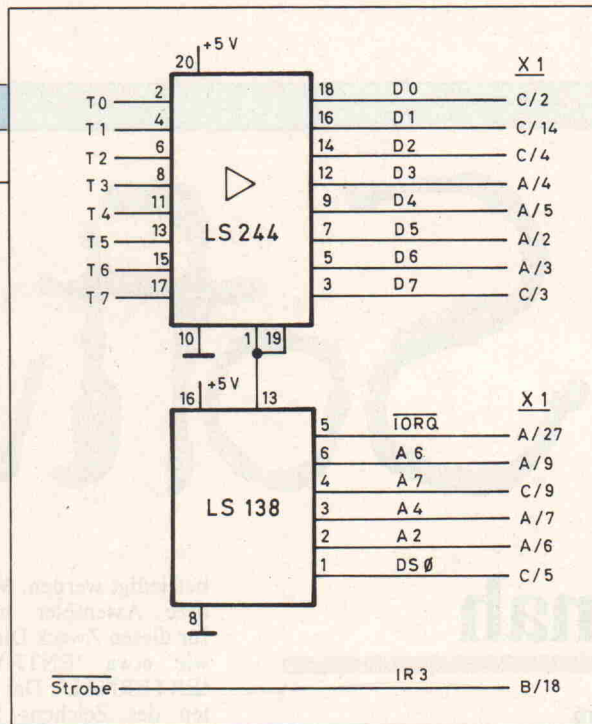 20 +5 V X 1
T0 2 18 D 0 C/2
T1 4 16 D 1 C/14
T2 6 14 D 2 C/4
T3 8 12 D 3 A/4
T4 11 9 D 4 A/5
T5 13 7 D 5 A/2
T6 15 5 D 6 A/3
T7 17 3 D 7 C/3
LS 244
10 1 19
16 +5 V 13 X 1
5 IORQ A/27
6 A 6 A/9
4 A 7 C/9
3 A 4 A/7
2 A 2 A/6
1 DS Ø C/5
LS 138
8
Strobe IR 3 B/18